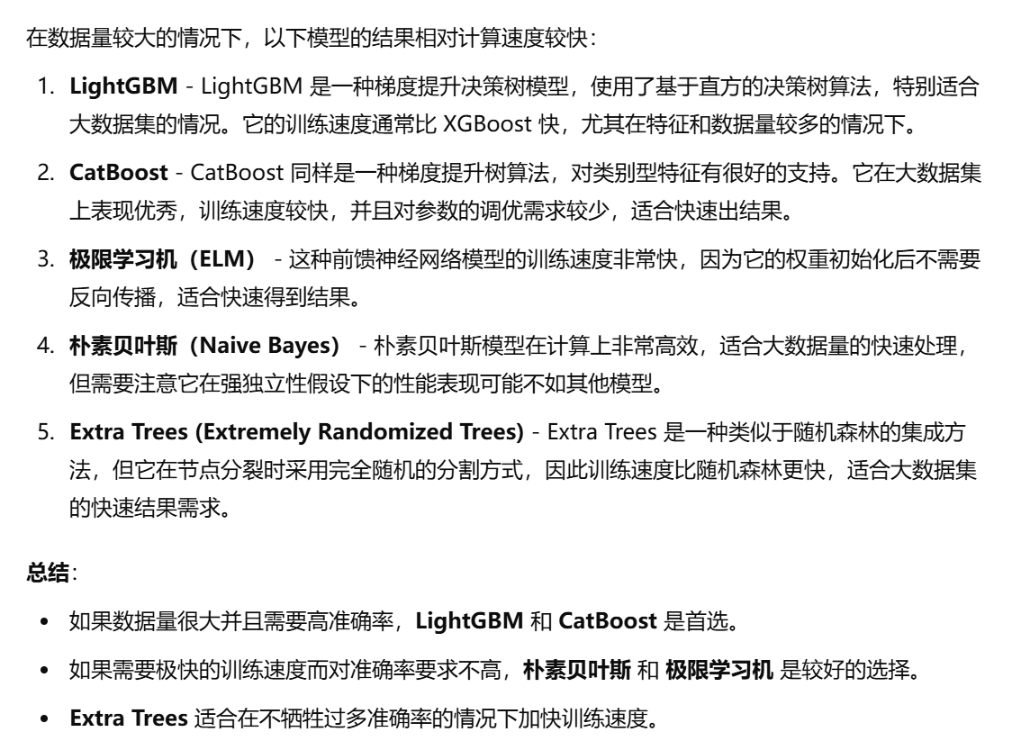 在数据量较大的情况下，以下模型的结果相对计算速度较快：
1. LightGBM - LightGBM 是一种梯度提升决策树模型，使用了基于直方的决策树算法，特别适合
大数据集的情况。它的训练速度通常比 XGBoost 快，尤其在特征和数据量较多的情况下。
2. CatBoost - CatBoost 同样是一种梯度提升树算法，对类别型特征有很好的支持。它在大数据集
上表现优秀，训练速度较快，并且对参数的调优需求较少，适合快速出结果。
3. 极限学习机（ELM） - 这种前馈神经网络模型的训练速度非常快，因为它的权重初始化后不需要
反向传播，适合快速得到结果。
4. 朴素贝叶斯（Naive Bayes） - 朴素贝叶斯模型在计算上非常高效，适合大数据量的快速处理，
但需要注意它在强独立性假设下的性能表现可能不如其他模型。
5. Extra Trees (Extremely Randomized Trees) - Extra Trees 是一种类似于随机森林的集成方
法，但它在节点分裂时采用完全随机的分割方式，因此训练速度比随机森林更快，适合大数据集
的快速结果需求。
总结：
• 如果数据量很大并且需要高准确率，LightGBM 和 CatBoost 是首选。
• 如果需要极快的训练速度而对准确率要求不高，朴素贝叶斯 和 极限学习机 是较好的选择。
• Extra Trees 适合在不牺牲过多准确率的情况下加快训练速度。